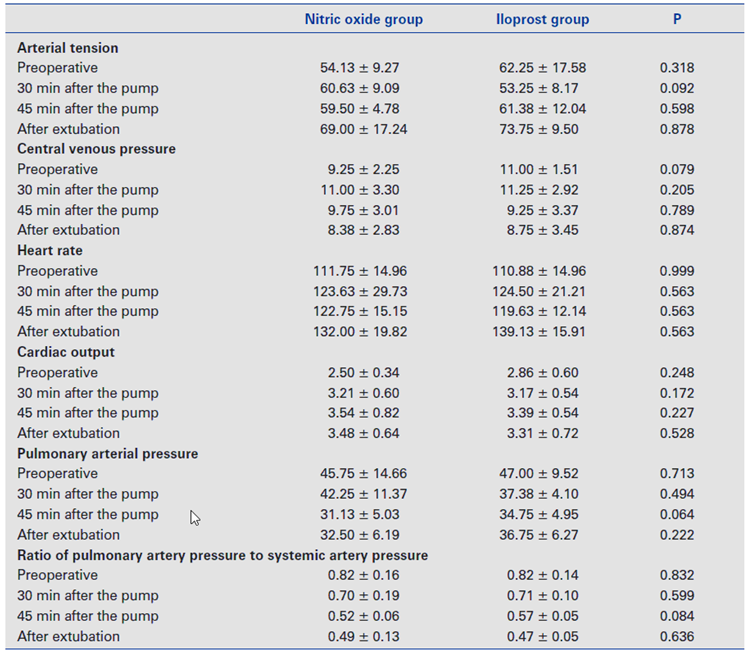 Nitric oxide group Iloprost group P
Arterial tension
Preoperative 54.13 ± 9.27 62.25 ± 17.58 0.318
30 min after the pump 60.63 ± 9.09 53.25 ± 8.17 0.092
45 min after the pump 59.50 ± 4.78 61.38 ± 12.04 0.598
After extubation 69.00 ± 17.24 73.75 ± 9.50 0.878
Central venous pressure
Preoperative 9.25 ± 2.25 11.00 ± 1.51 0.079
30 min after the pump 11.00 ± 3.30 11.25 ± 2.92 0.205
45 min after the pump 9.75 ± 3.01 9.25 ± 3.37 0.789
After extubation 8.38 ± 2.83 8.75 ± 3.45 0.874
Heart rate
Preoperative 111.75 ± 14.96 110.88 ± 14.96 0.999
30 min after the pump 123.63 ± 29.73 124.50 ± 21.21 0.563
45 min after the pump 122.75 ± 15.15 119.63 ± 12.14 0.563
After extubation 132.00 ± 19.82 139.13 ± 15.91 0.563
Cardiac output
Preoperative 2.50 ± 0.34 2.86 ± 0.60 0.248
30 min after the pump 3.21 ± 0.60 3.17 ± 0.54 0.172
45 min after the pump 3.54 ± 0.82 3.39 ± 0.54 0.227
After extubation 3.48 ± 0.64 3.31 ± 0.72 0.528
Pulmonary arterial pressure
Preoperative 45.75 ± 14.66 47.00 ± 9.52 0.713
30 min after the pump 42.25 ± 11.37 37.38 ± 4.10 0.494
45 min after the pump 31.13 ± 5.03 34.75 ± 4.95 0.064
After extubation 32.50 ± 6.19 36.75 ± 6.27 0.222
Ratio of pulmonary artery pressure to systemic artery pressure
Preoperative 0.82 ± 0.16 0.82 ± 0.14 0.832
30 min after the pump 0.70 ± 0.19 0.71 ± 0.10 0.599
45 min after the pump 0.52 ± 0.06 0.57 ± 0.05 0.084
After extubation 0.49 ± 0.13 0.47 ± 0.05 0.636